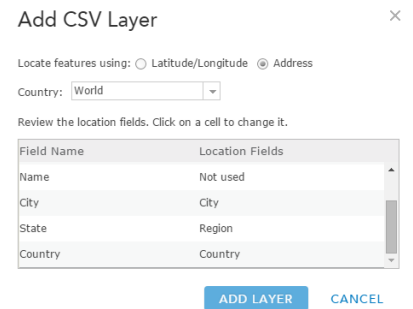 Add CSV Layer
Locate features using: Latitude/Longitude Address
Country: World
Review the location fields. Click on a cell to change it.
Field Name Location Fields
Name Not used
City City
State Region
Country Country
ADD LAYER CANCEL